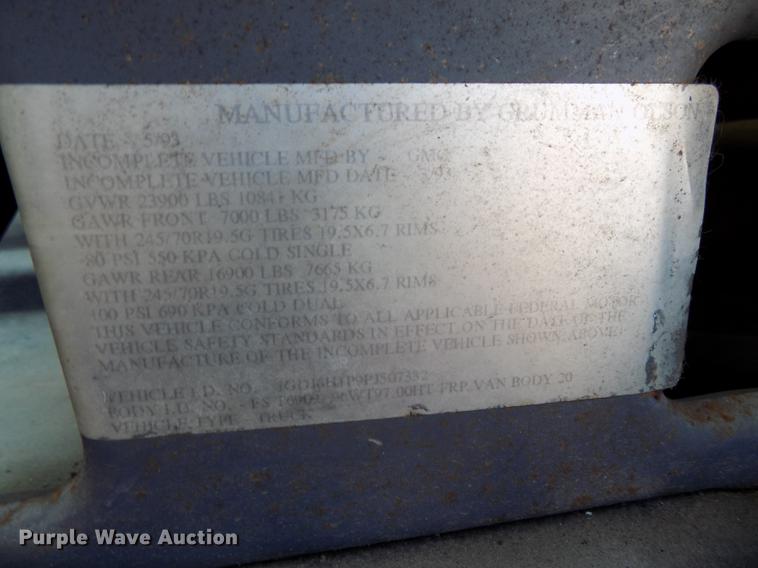 MANUFACTURED BY GRUMMAN OLSON
DATE 5/93
INCOMPLETE VEHICLE MFD BY GMC
INCOMPLETE VEHICLE MFD DATE 3/93
GVWR 23900 LBS 10841 KG
GAWR FRONT 7000 LBS 3175 KG
WITH 245/70R19.5G TIRES 19.5X6.7 RIMS
80 PSI 550 KPA COLD SINGLE
GAWR REAR 16900 LBS 7665 KG
WITH 245/70R19.5G TIRES 19.5X6.7 RIMS
100 PSI 690 KPA COLD DUAL
THIS VEHICLE CONFORMS TO ALL APPLICABLE FEDERAL MOTOR
VEHICLE SAFETY STANDARDS IN EFFECT ON THE DATE OF THE
MANUFACTURE OF THE INCOMPLETE VEHICLE SHOWN ABOVE.
VEHICLE I.D. NO.
BODY I.D. NO. FRP.VAN BODY 20
VEHICLE TYPE TRUCK
Purple Wave Auction